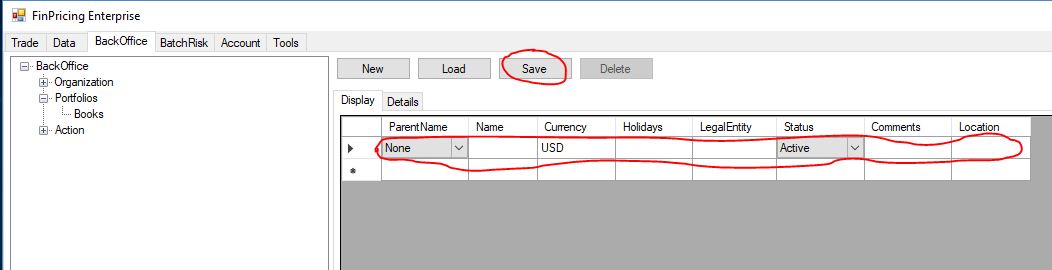 FinPricing Enterprise
Trade Data BackOffice BatchRisk Account Tools
BackOffice
Organization
Portfolios
Books
Action
New Load Save Delete
Display Details
ParentName Name Currency Holidays LegalEntity Status Comments Location
None USD Active
*